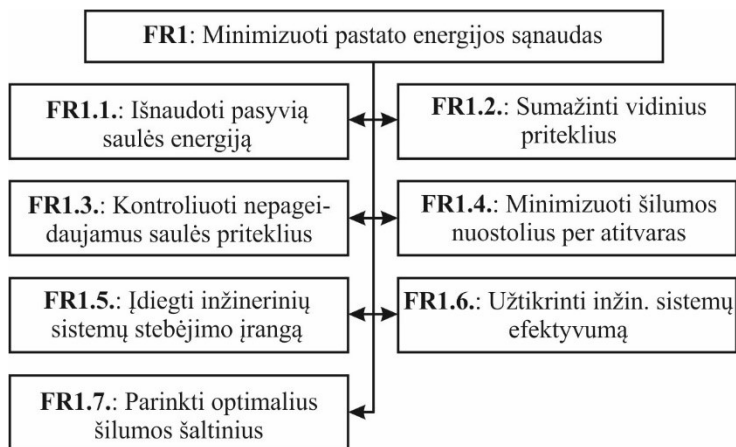 FR1: Minimizuoti pastato energijos sąnaudas
FR1.1.: Išnaudoti pasyvią
saulės energiją
FR1.2.: Sumažinti vidinius
priteklius
FR1.3.: Kontroliuoti nepagei-
daujamus saulės priteklius
FR1.4.: Minimizuoti šilumos
nuostolius per atitvaras
FR1.5.: Įdiegti inžinerinių
sistemų stebėjimo įrangą
FR1.6.: Užtikrinti inžin. sistemų
efektyvumą
FR1.7.: Parinkti optimalius
šilumos šaltinius